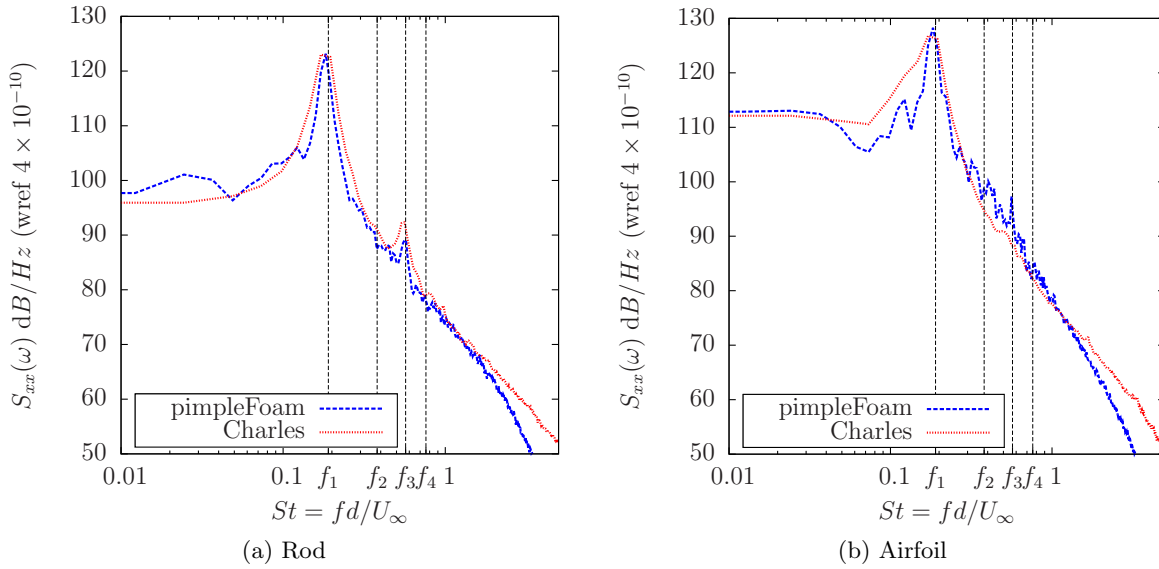 130
120
110
100
90
80
70
60
50
S_{xx}(ω) dB/Hz (wref 4 × 10^{−10})
pimpleFoam
Charles
0.01 0.1 f_1 f_2 f_3 f_4 1
St = fd/U_∞
(a) Rod
130
120
110
100
90
80
70
60
50
S_{xx}(ω) dB/Hz (wref 4 × 10^{−10})
pimpleFoam
Charles
0.01 0.1 f_1 f_2 f_3 f_4 1
St = fd/U_∞
(b) Airfoil